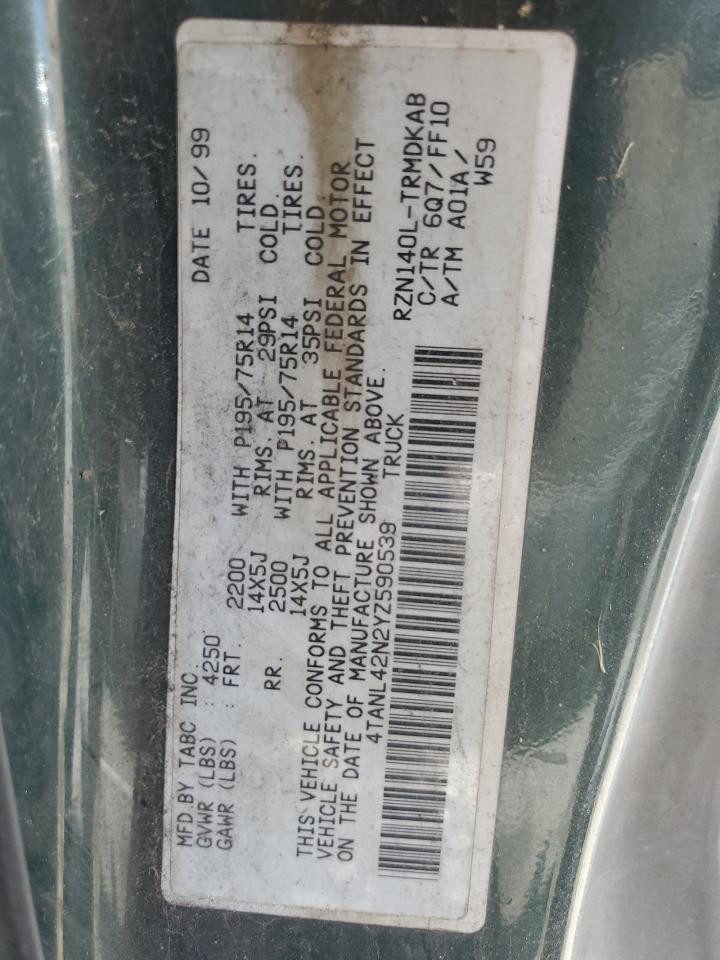 MFD.BY TABC INC. DATE 10/99
GVWR (LBS) : 4250
GAWR (LBS) : FRT. 2200 WITH P195/75R14 TIRES.
14X5J RIMS. AT 29PSI COLD.
RR. 2500 WITH P195/75R14 TIRES.
14X5J RIMS. AT 35PSI COLD.
THIS VEHICLE CONFORMS TO ALL APPLICABLE FEDERAL MOTOR
VEHICLE SAFETY AND THEFT PREVENTION STANDARDS IN EFFECT
ON THE DATE OF MANUFACTURE SHOWN ABOVE.
4TANL42N2YZ590539 TRUCK
RZN140L-TRMDKAB
C/TR 6Q7/FF10
A/TM A01A/
W59